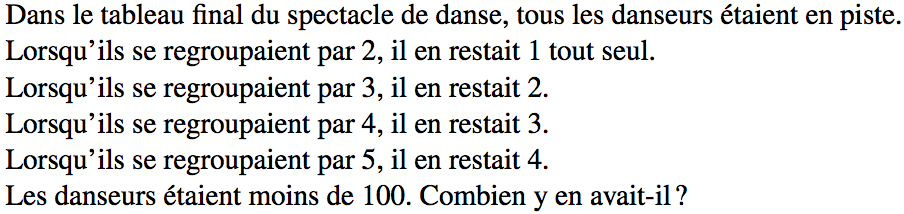 Dans le tableau final du spectacle de danse, tous les danseurs étaient en piste.
Lorsqu’ils se regroupaient par 2, il en restait 1 tout seul.
Lorsqu’ils se regroupaient par 3, il en restait 2.
Lorsqu’ils se regroupaient par 4, il en restait 3.
Lorsqu’ils se regroupaient par 5, il en restait 4.
Les danseurs étaient moins de 100. Combien y en avait-il ?